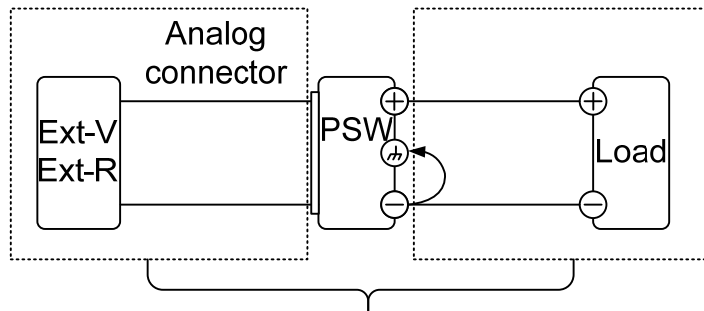 Analog
connector
Ext-V
Ext-R
PSW
Load